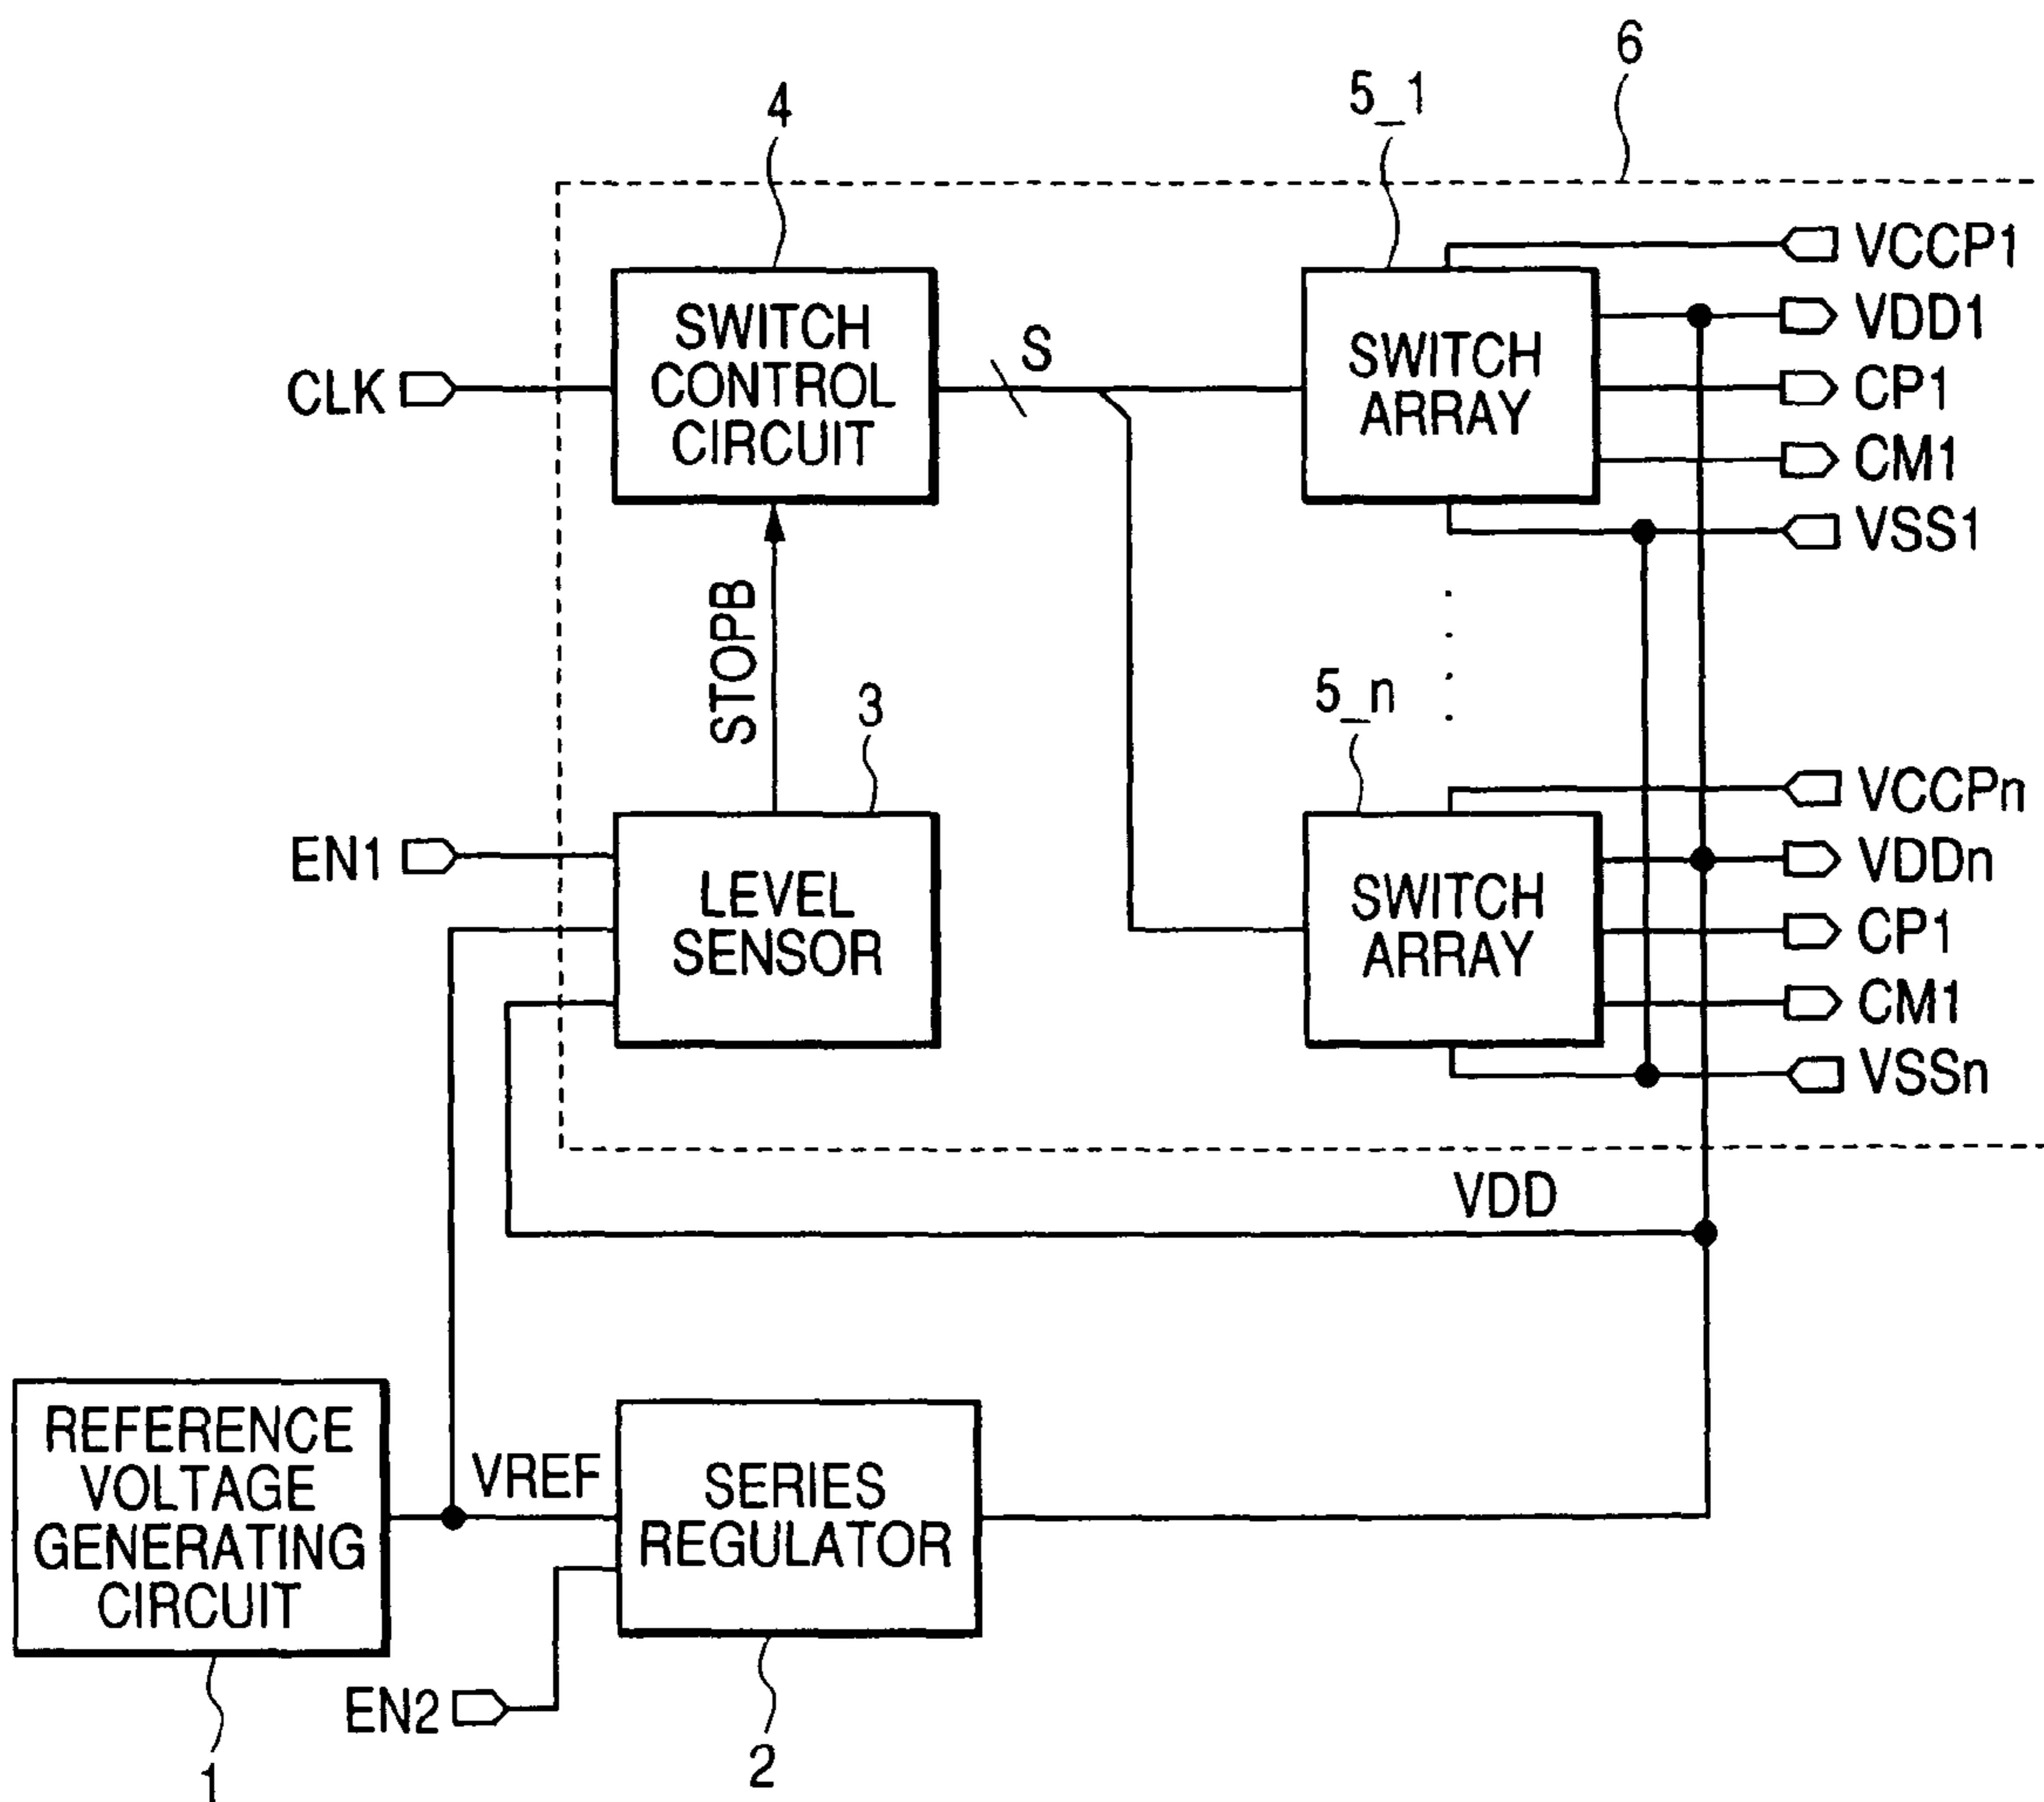 6
4
5_1
SWITCH
CONTROL
CIRCUIT
S
SWITCH
ARRAY
VCCP1
VDD1
CP1
CM1
VSS1
CLK
STOPB
3
5_n
EN1
LEVEL
SENSOR
SWITCH
ARRAY
VCCPn
VDDn
CP1
CM1
VSSn
VDD
REFERENCE
VOLTAGE
GENERATING
CIRCUIT
VREF
SERIES
REGULATOR
EN2
1
2